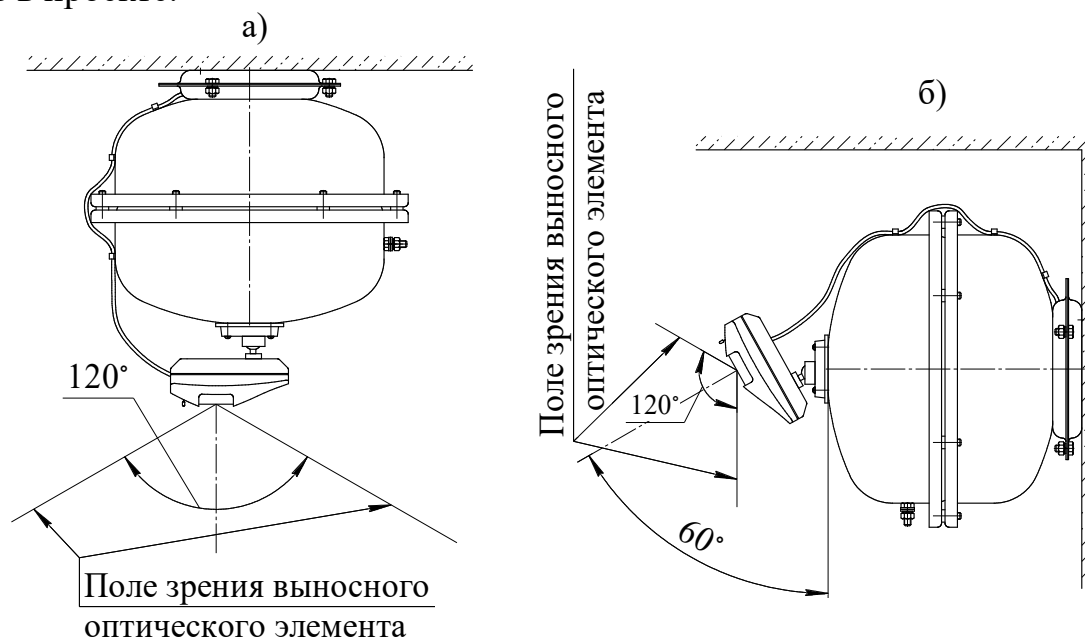 а)
120°
Поле зрения выносного
оптического элемента
б)
Поле зрения выносного
оптического элемента
120°
60°